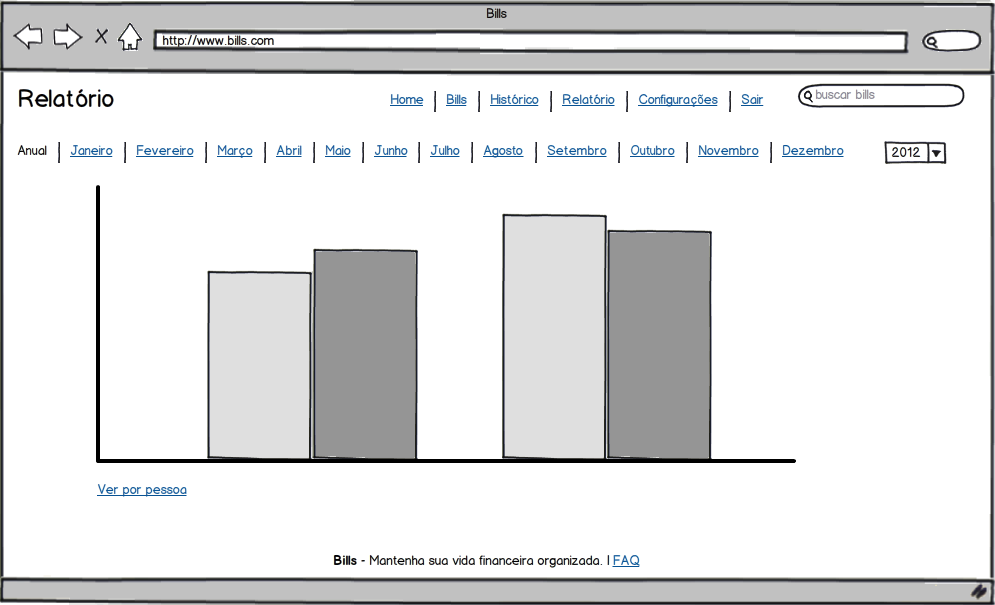 Bills
http://www.bills.com
Relatório
Home | Bills | Histórico | Relatório | Configurações | Sair
buscar bills
Anual | Janeiro | Fevereiro | Março | Abril | Maio | Junho | Julho | Agosto | Setembro | Outubro | Novembro | Dezembro
2012
Ver por pessoa
Bills - Mantenha sua vida financeira organizada. | FAQ